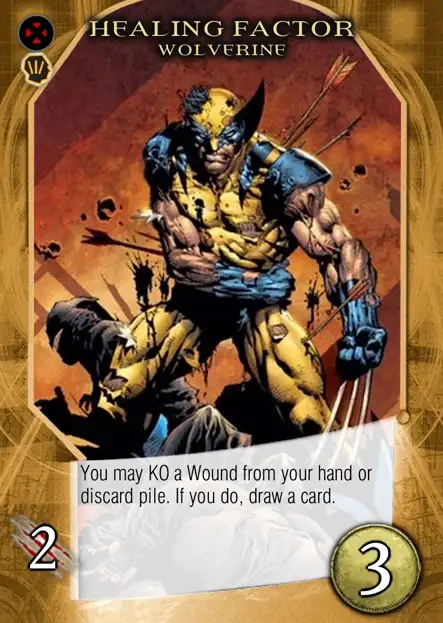 HEALING FACTOR
WOLVERINE
You may KO a Wound from your hand or
discard pile. If you do, draw a card.
2
3